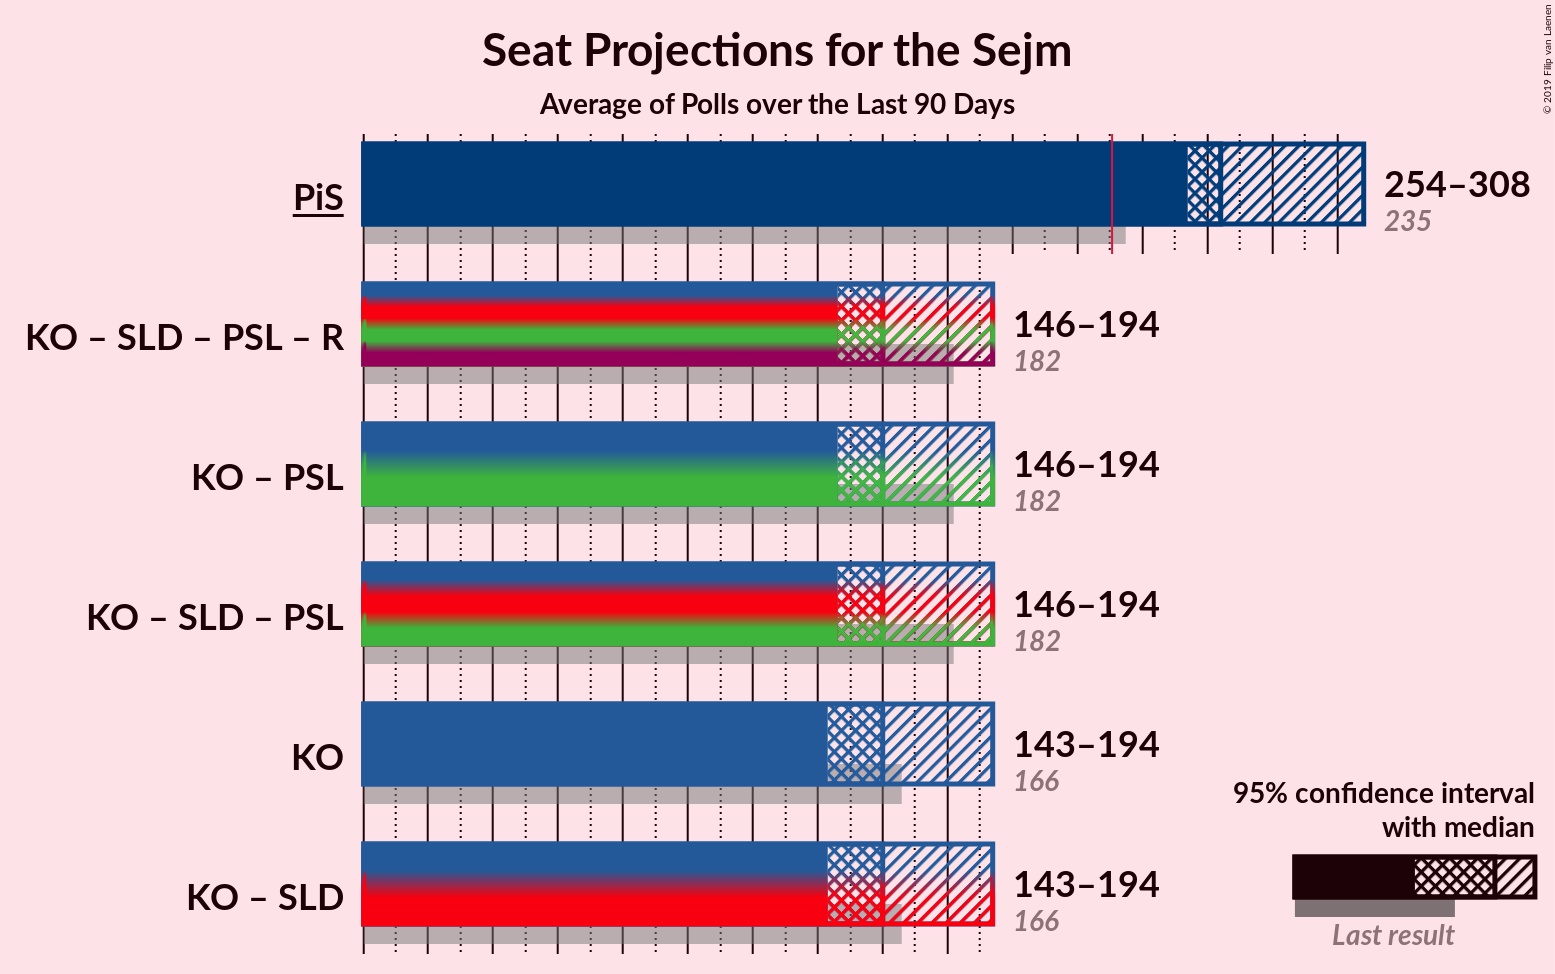 Seat Projections for the Sejm
Average of Polls over the Last 90 Days
© 2019 Filip van Laenen
PiS
254–308
235
KO – SLD – PSL – R
146–194
182
KO – PSL
146–194
182
KO – SLD – PSL
146–194
182
KO
143–194
166
KO – SLD
143–194
166
95% confidence interval
with median
Last result